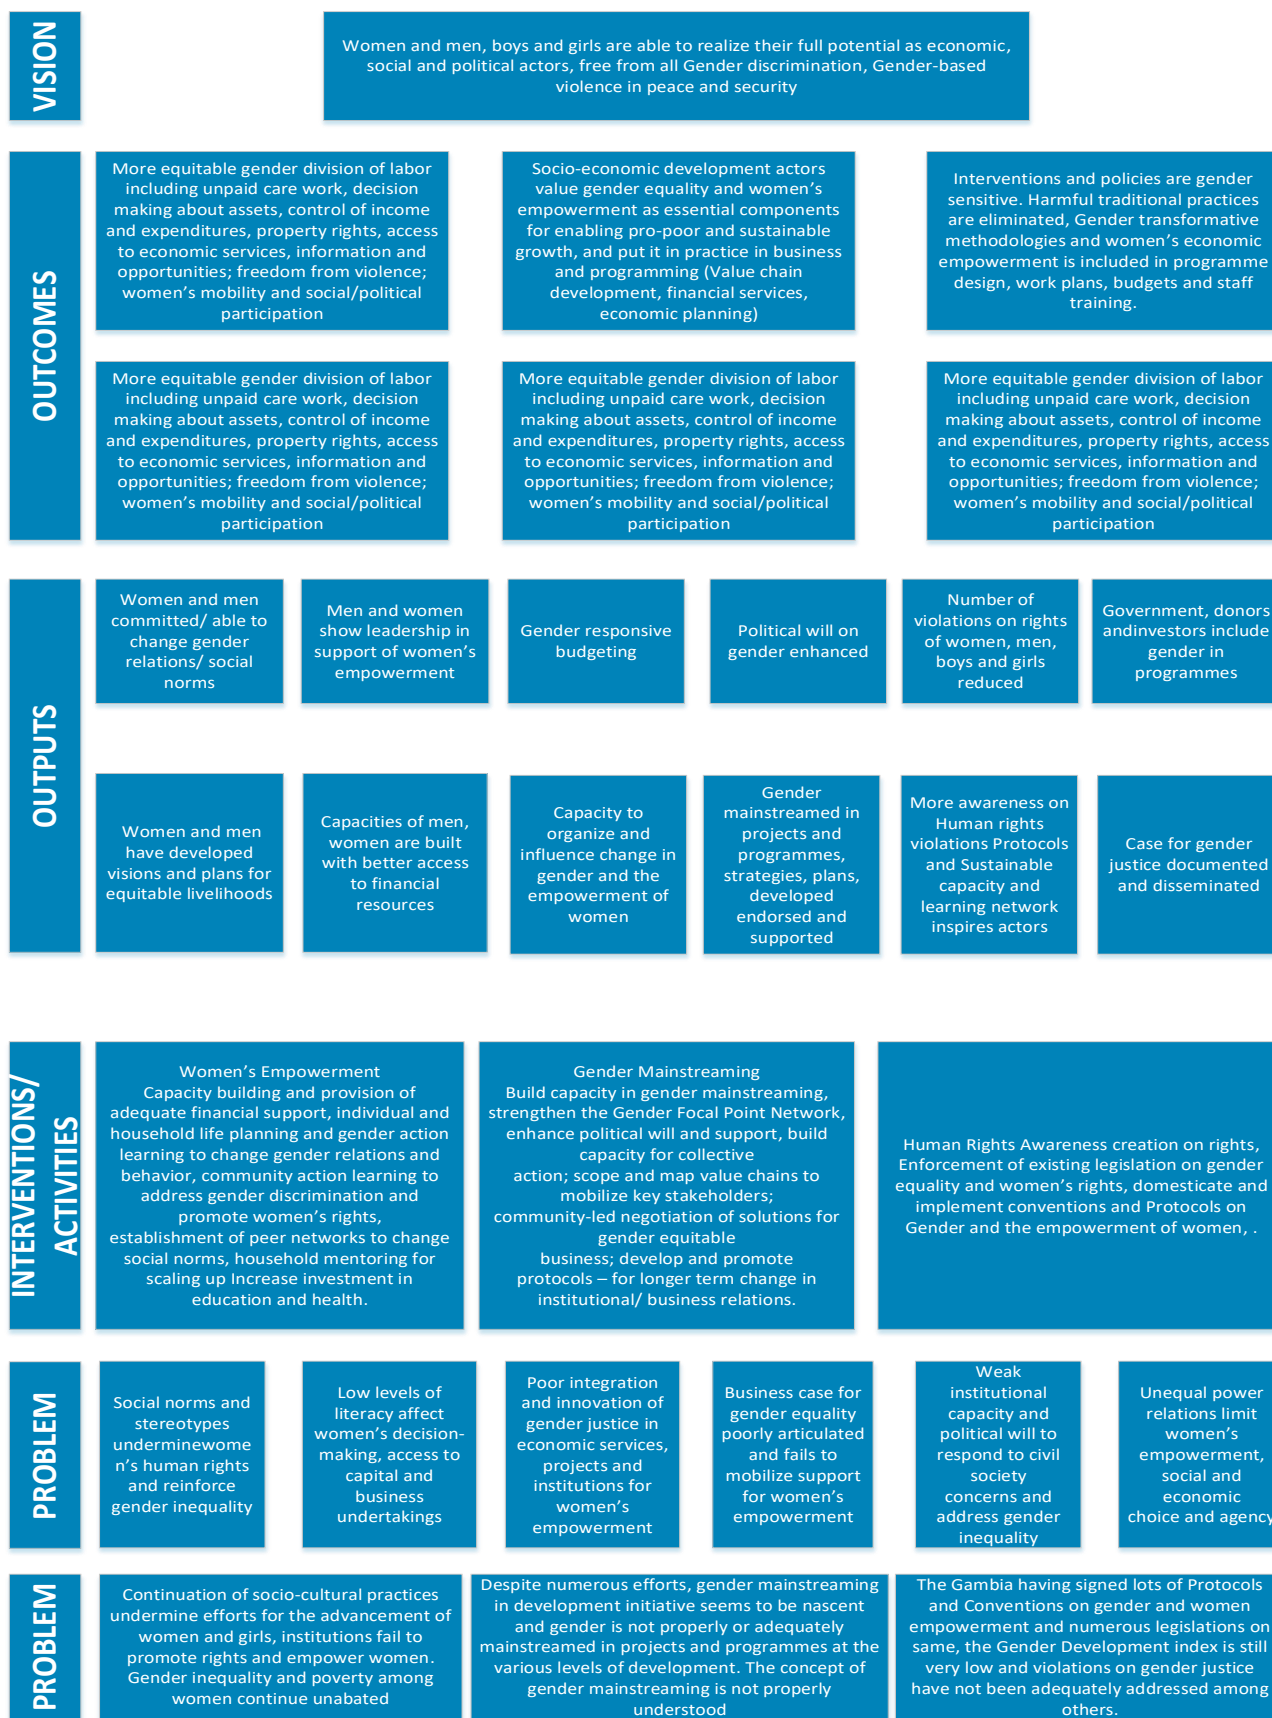 VISION
Women and men, boys and girls are able to realize their full potential as economic,
social and political actors, free from all Gender discrimination, Gender-based
violence in peace and security
OUTCOMES
More equitable gender division of labor
including unpaid care work, decision
making about assets, control of income
and expenditures, property rights, access
to economic services, information and
opportunities; freedom from violence;
women's mobility and social/political
participation
Socio-economic development actors
value gender equality and women's
empowerment as essential components
for enabling pro-poor and sustainable
growth, and put it in practice in business
and programming (Value chain
development, financial services,
economic planning)
Interventions and policies are gender
sensitive. Harmful traditional practices
are eliminated, Gender transformative
methodologies and women's economic
empowerment is included in programme
design, work plans, budgets and staff
training.
More equitable gender division of labor
including unpaid care work, decision
making about assets, control of income
and expenditures, property rights, access
to economic services, information and
opportunities; freedom from violence;
women's mobility and social/political
participation
More equitable gender division of labor
including unpaid care work, decision
making about assets, control of income
and expenditures, property rights, access
to economic services, information and
opportunities; freedom from violence;
women's mobility and social/political
participation
More equitable gender division of labor
including unpaid care work, decision
making about assets, control of income
and expenditures, property rights, access
to economic services, information and
opportunities; freedom from violence;
women's mobility and social/political
participation
OUTPUTS
Women and men
committed/ able to
change gender
relations/ social
norms
Men and women
show leadership in
support of women's
empowerment
Gender responsive
budgeting
Political will on
gender enhanced
Number of
violations on rights
of women, men,
boys and girls
reduced
Government, donors
andinvestors include
gender in
programmes
Women and men
have developed
visions and plans for
equitable livelihoods
Capacities of men,
women are built
with better access
to financial
resources
Capacity to
organize and
influence change in
gender and the
empowerment of
women
Gender
mainstreamed in
projects and
programmes,
strategies, plans,
developed
endorsed and
supported
More awareness on
Human rights
violations Protocols
and Sustainable
capacity and
learning network
inspires actors
Case for gender
justice documented
and disseminated
INTERVENTIONS/
ACTIVITIES
Women's Empowerment
Capacity building and provision of
adequate financial support, individual and
household life planning and gender action
learning to change gender relations and
behavior, community action learning to
address gender discrimination and
promote women's rights,
establishment of peer networks to change
social norms, household mentoring for
scaling up Increase investment in
education and health.
Gender Mainstreaming
Build capacity in gender mainstreaming,
strengthen the Gender Focal Point Network,
enhance political will and support, build
capacity for collective
action; scope and map value chains to
mobilize key stakeholders;
community-led negotiation of solutions for
gender equitable
business; develop and promote
protocols – for longer term change in
institutional/ business relations.
Human Rights Awareness creation on rights,
Enforcement of existing legislation on gender
equality and women's rights, domesticate and
implement conventions and Protocols on
Gender and the empowerment of women, .
PROBLEM
Social norms and
stereotypes
underminewome
n's human rights
and reinforce
gender inequality
Low levels of
literacy affect
women's decision-
making, access to
capital and
business
undertakings
Poor integration
and innovation of
gender justice in
economic services,
projects and
institutions for
women's
empowerment
Business case for
gender equality
poorly articulated
and fails to
mobilize support
for women's
empowerment
Weak
institutional
capacity and
political will to
respond to civil
society
concerns and
address gender
inequality
Unequal power
relations limit
women's
empowerment,
social and
economic
choice and agency
PROBLEM
Continuation of socio-cultural practices
undermine efforts for the advancement of
women and girls, institutions fail to
promote rights and empower women.
Gender inequality and poverty among
women continue unabated
Despite numerous efforts, gender mainstreaming
in development initiative seems to be nascent
and gender is not properly or adequately
mainstreamed in projects and programmes at the
various levels of development. The concept of
gender mainstreaming is not properly
understood
The Gambia having signed lots of Protocols
and Conventions on gender and women
empowerment and numerous legislations on
same, the Gender Development index is still
very low and violations on gender justice
have not been adequately addressed among
others.